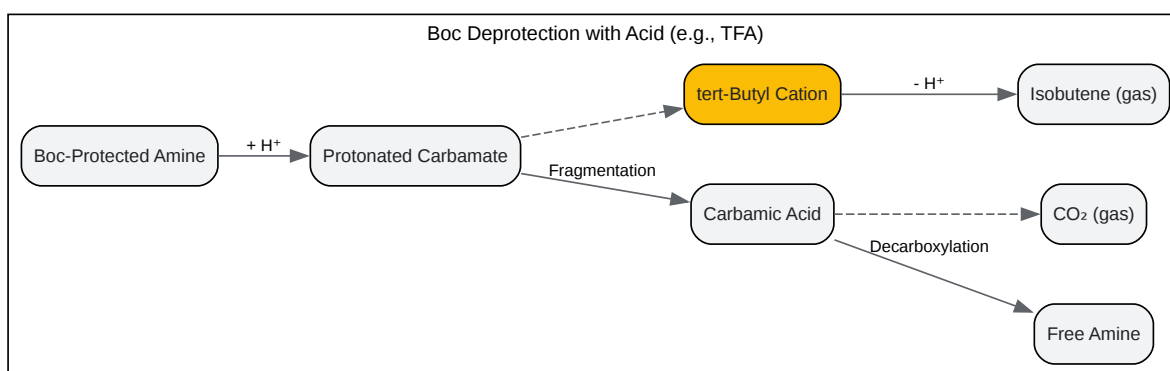 Boc Deprotection with Acid (e.g., TFA)
tert-Butyl Cation
- H⁺
Isobutene (gas)
Boc-Protected Amine
+ H⁺
Protonated Carbamate
Fragmentation
Carbamic Acid
CO₂ (gas)
Decarboxylation
Free Amine